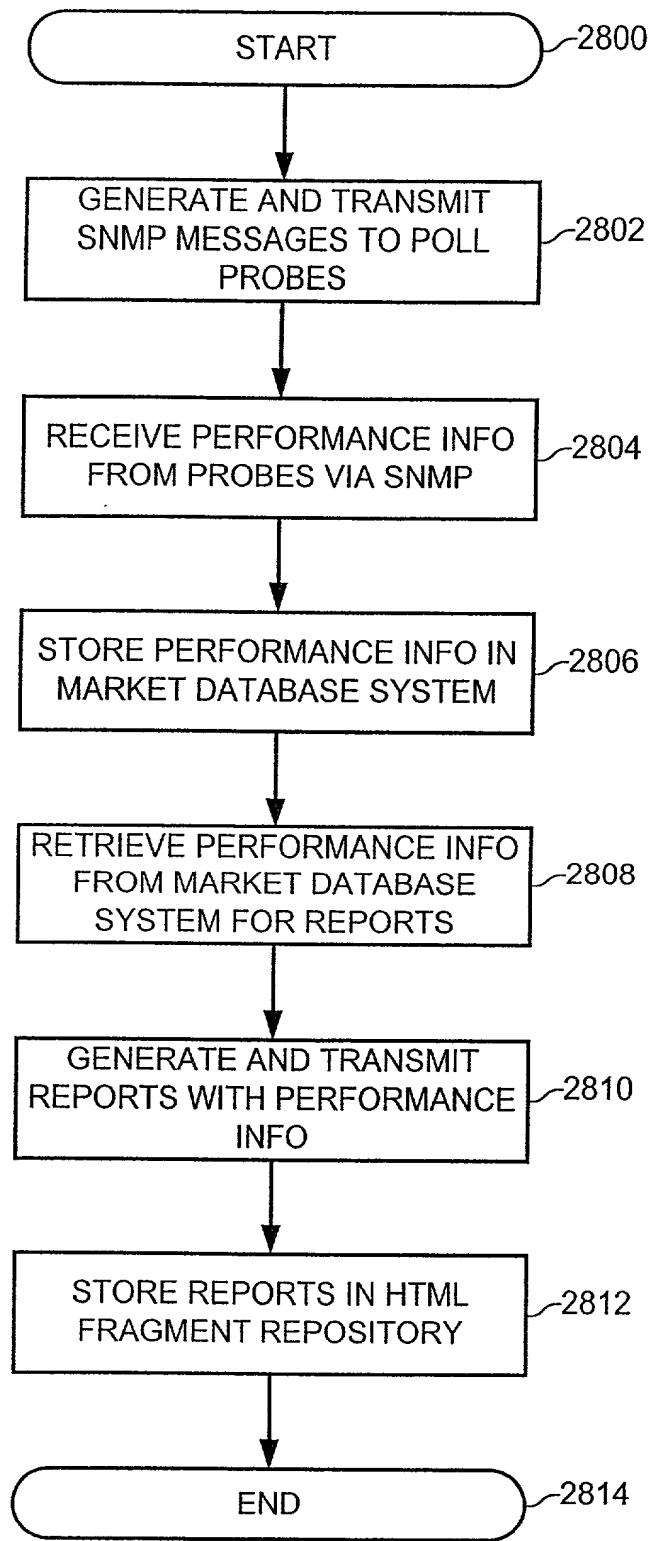 START
2800
GENERATE AND TRANSMIT
SNMP MESSAGES TO POLL
PROBES
2802
RECEIVE PERFORMANCE INFO
FROM PROBES VIA SNMP
2804
STORE PERFORMANCE INFO IN
MARKET DATABASE SYSTEM
2806
RETRIEVE PERFORMANCE INFO
FROM MARKET DATABASE
SYSTEM FOR REPORTS
2808
GENERATE AND TRANSMIT
REPORTS WITH PERFORMANCE
INFO
2810
STORE REPORTS IN HTML
FRAGMENT REPOSITORY
2812
END
2814